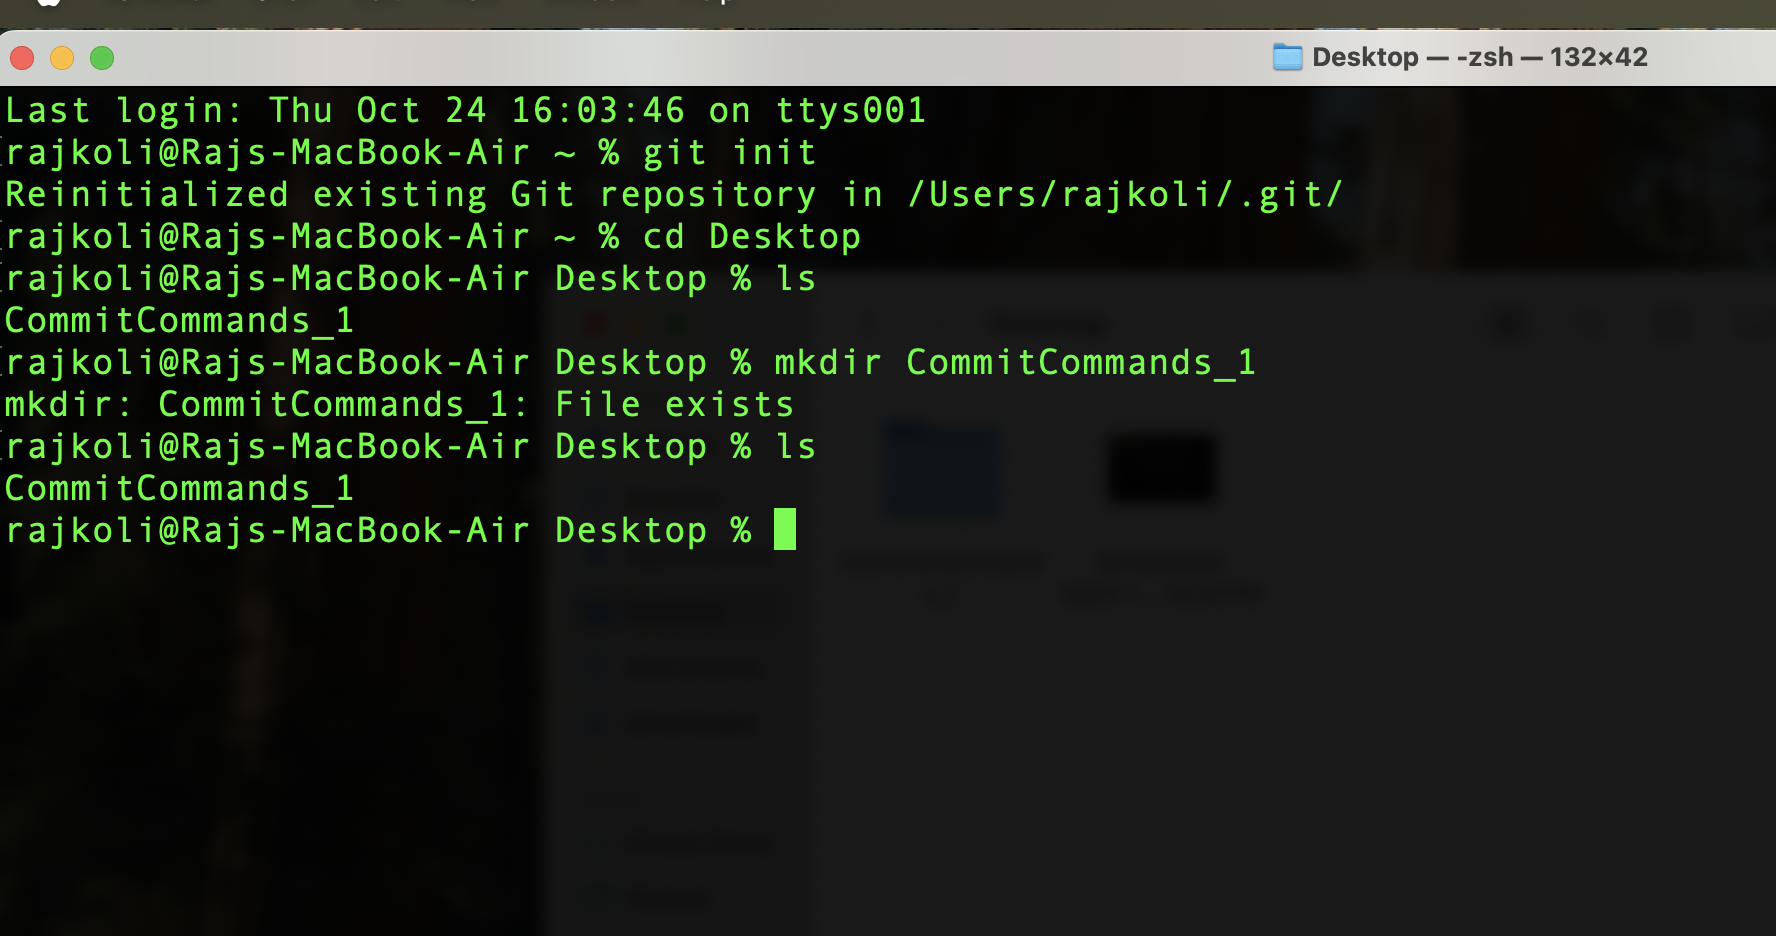 Desktop — -zsh — 132×42
Last login: Thu Oct 24 16:03:46 on ttys001
rajkoli@Rajs-MacBook-Air ~ % git init
Reinitialized existing Git repository in /Users/rajkoli/.git/
rajkoli@Rajs-MacBook-Air ~ % cd Desktop
rajkoli@Rajs-MacBook-Air Desktop % ls
CommitCommands_1
rajkoli@Rajs-MacBook-Air Desktop % mkdir CommitCommands_1
mkdir: CommitCommands_1: File exists
rajkoli@Rajs-MacBook-Air Desktop % ls
CommitCommands_1
rajkoli@Rajs-MacBook-Air Desktop %